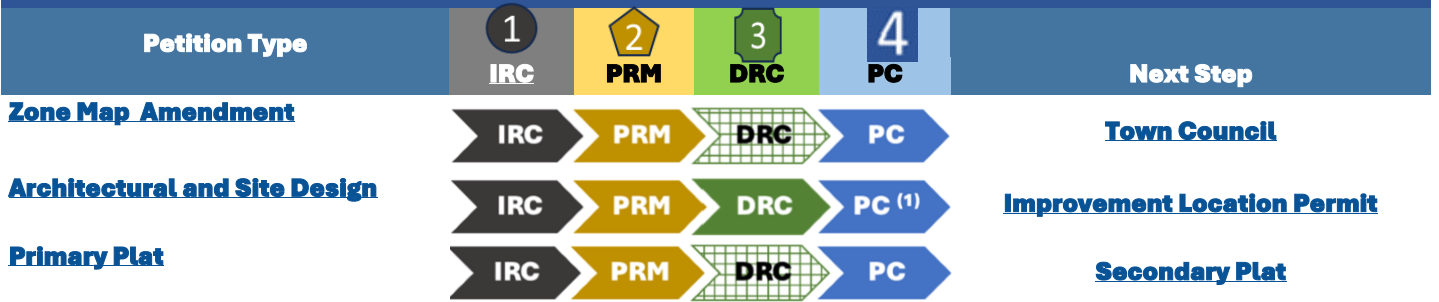 Petition Type 1 IRC 2 PRM 3 DRC 4 PC Next Step
Zone Map Amendment IRC PRM DRC PC Town Council
Architectural and Site Design IRC PRM DRC PC (1) Improvement Location Permit
Primary Plat IRC PRM DRC PC Secondary Plat